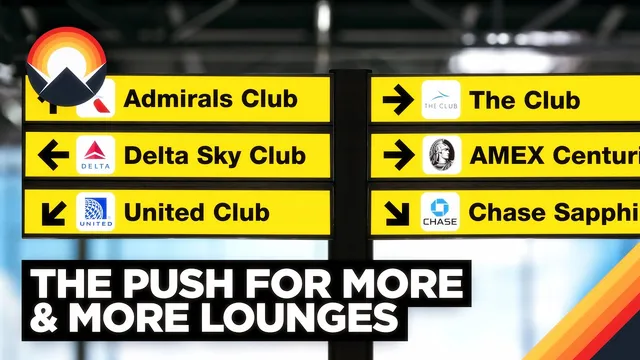 Admirals Club
DELTA
Delta Sky Club
UNITED
United Club
THE CLUB
The Club
AMEX Centuri
CHASE
Chase Sapphi
THE PUSH FOR MORE
& MORE LOUNGES